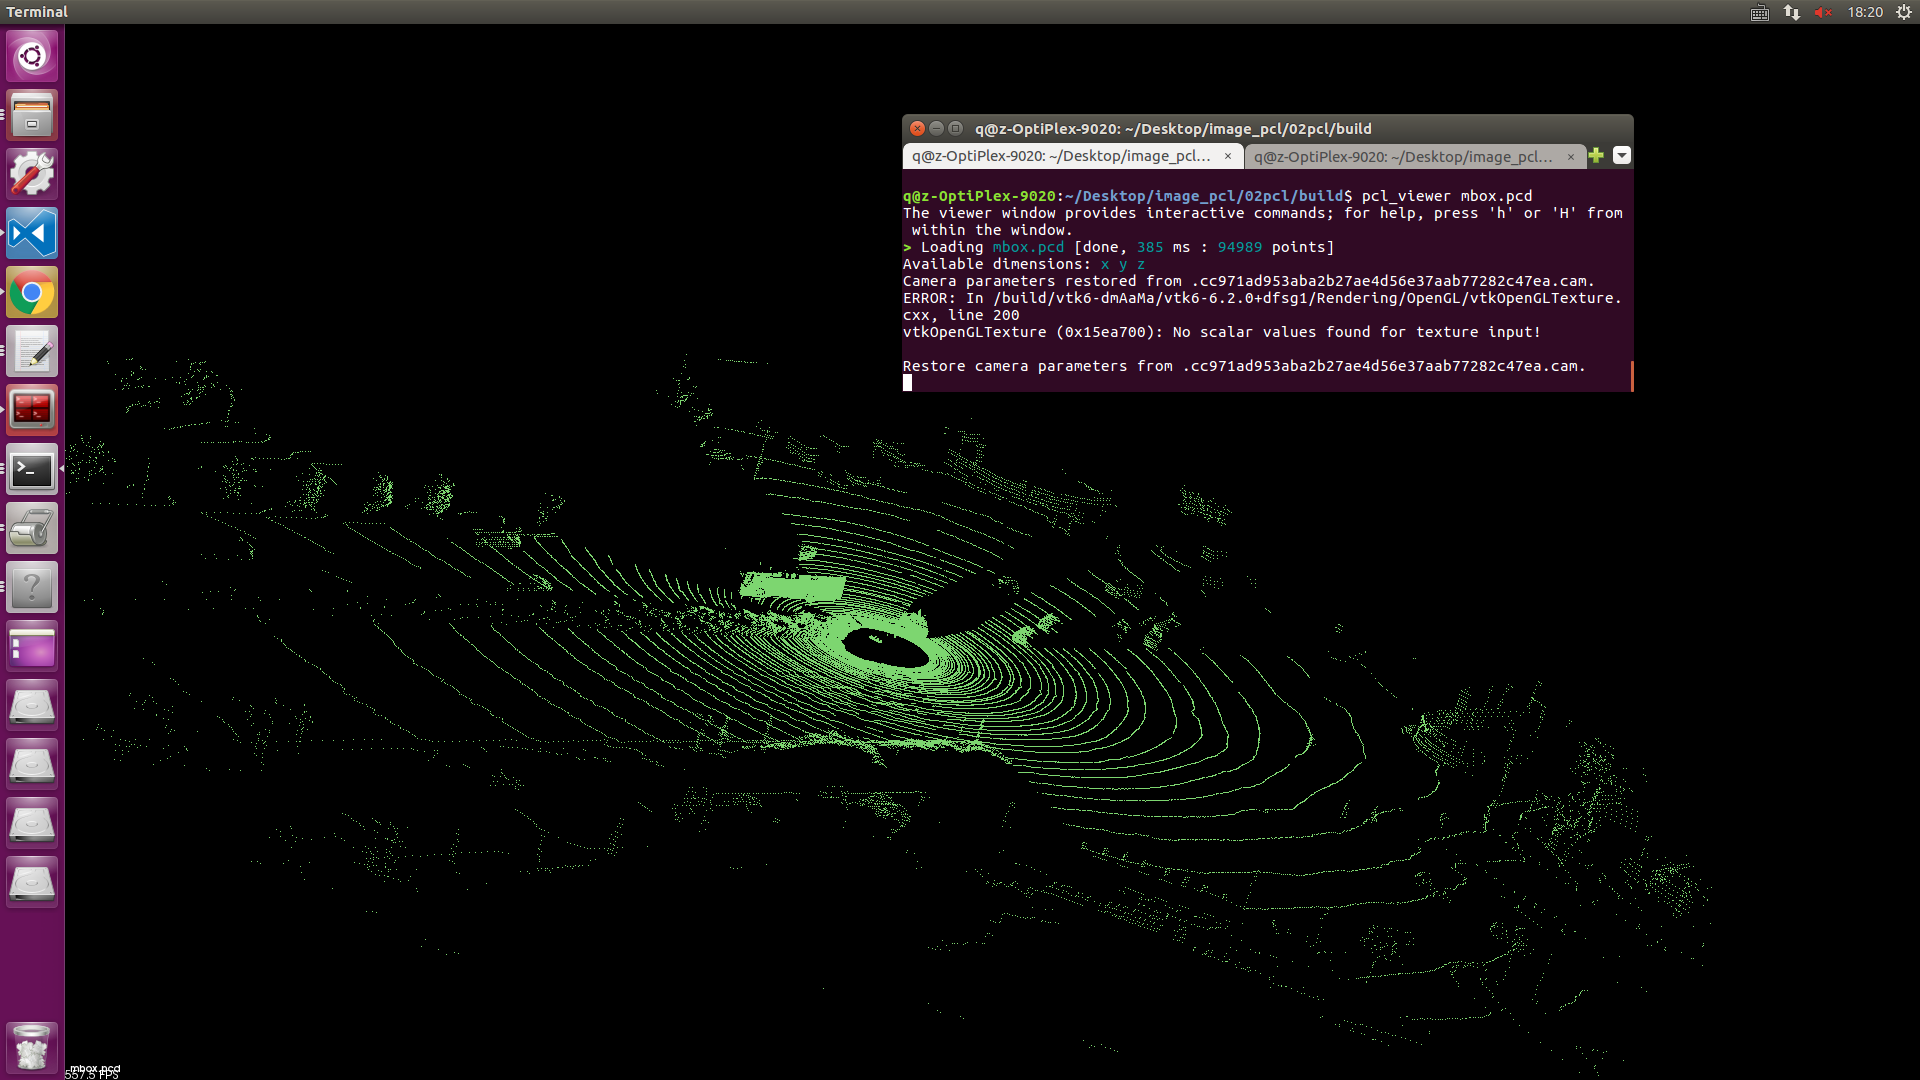 Terminal
18:20
q@z-OptiPlex-9020: ~/Desktop/image_pcl/02pcl/build
q@z-OptiPlex-9020: ~/Desktop/image_pcl... ×
q@z-OptiPlex-9020: ~/Desktop/image_pcl... ×
q@z-OptiPlex-9020:~/Desktop/image_pcl/02pcl/build$ pcl_viewer mbox.pcd
The viewer window provides interactive commands; for help, press 'h' or 'H' from
within the window.
> Loading mbox.pcd [done, 385 ms : 94989 points]
Available dimensions: x y z
Camera parameters restored from .cc971ad953aba2b27ae4d56e37aab77282c47ea.cam.
ERROR: In /build/vtk6-dmAaMa/vtk6-6.2.0+dfsg1/Rendering/OpenGL/vtkOpenGLTexture.
cxx, line 200
vtkOpenGLTexture (0x15ea700): No scalar values found for texture input!
Restore camera parameters from .cc971ad953aba2b27ae4d56e37aab77282c47ea.cam.
mbox.pcd
557.5 FPS